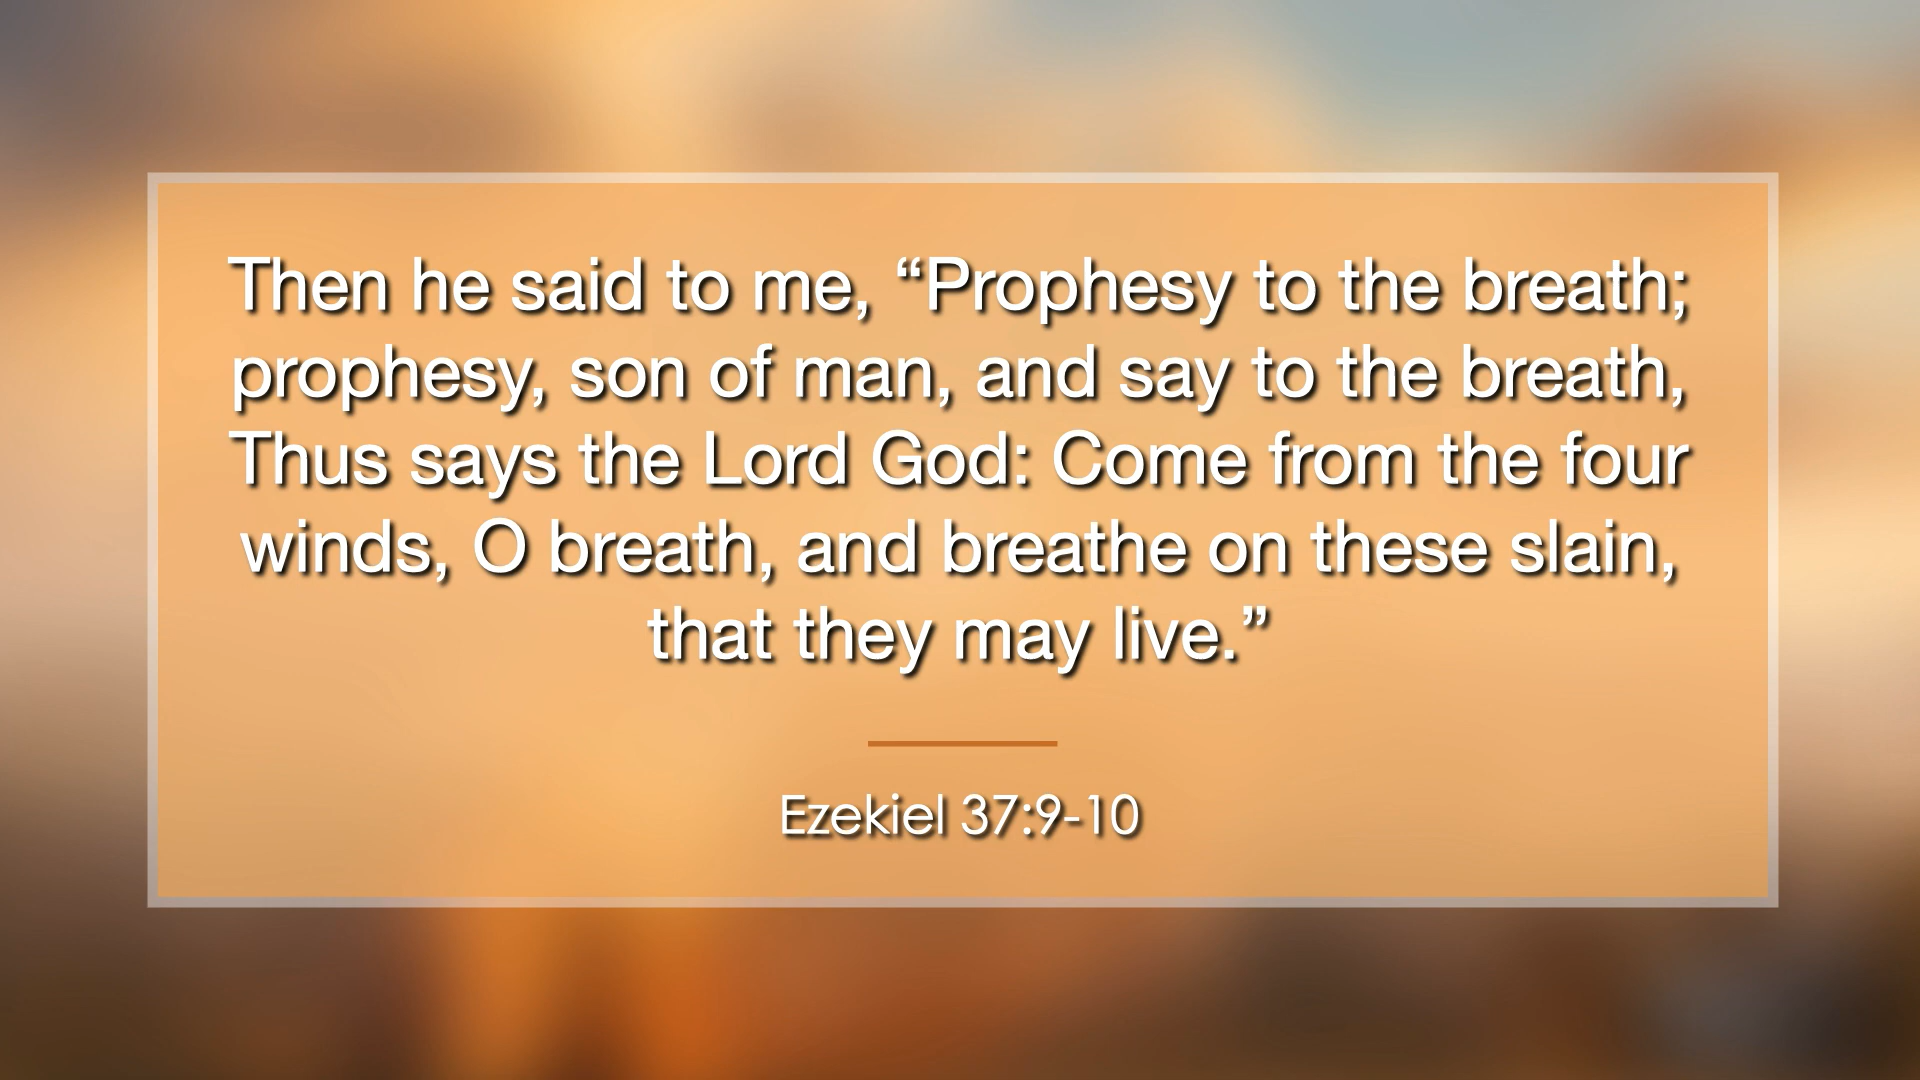 Then he said to me, “Prophesy to the breath;
prophesy, son of man, and say to the breath,
Thus says the Lord God: Come from the four
winds, O breath, and breathe on these slain,
that they may live.”
Ezekiel 37:9-10